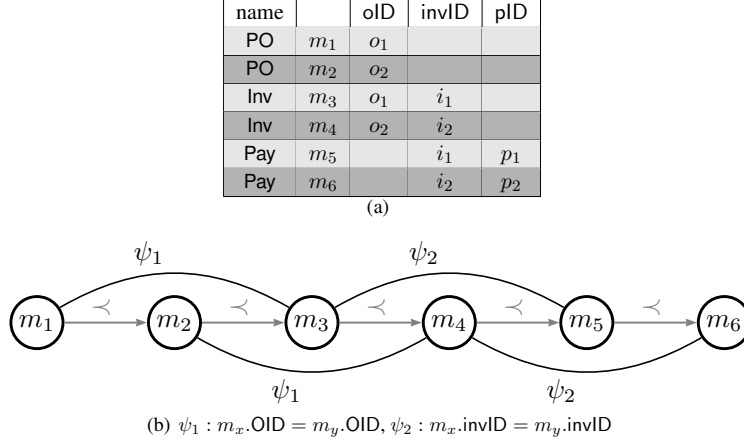 name oID invID pID
PO m₁ o₁
PO m₂ o₂
Inv m₃ o₁ i₁
Inv m₄ o₂ i₂
Pay m₅ i₁ p₁
Pay m₆ i₂ p₂
(a)
ψ₁ ψ₂
≺ ≺ ≺ ≺ ≺
m₁ m₂ m₃ m₄ m₅ m₆
ψ₁ ψ₂
(b) ψ₁ : mₓ.OID = m_y.OID, ψ₂ : mₓ.invID = m_y.invID